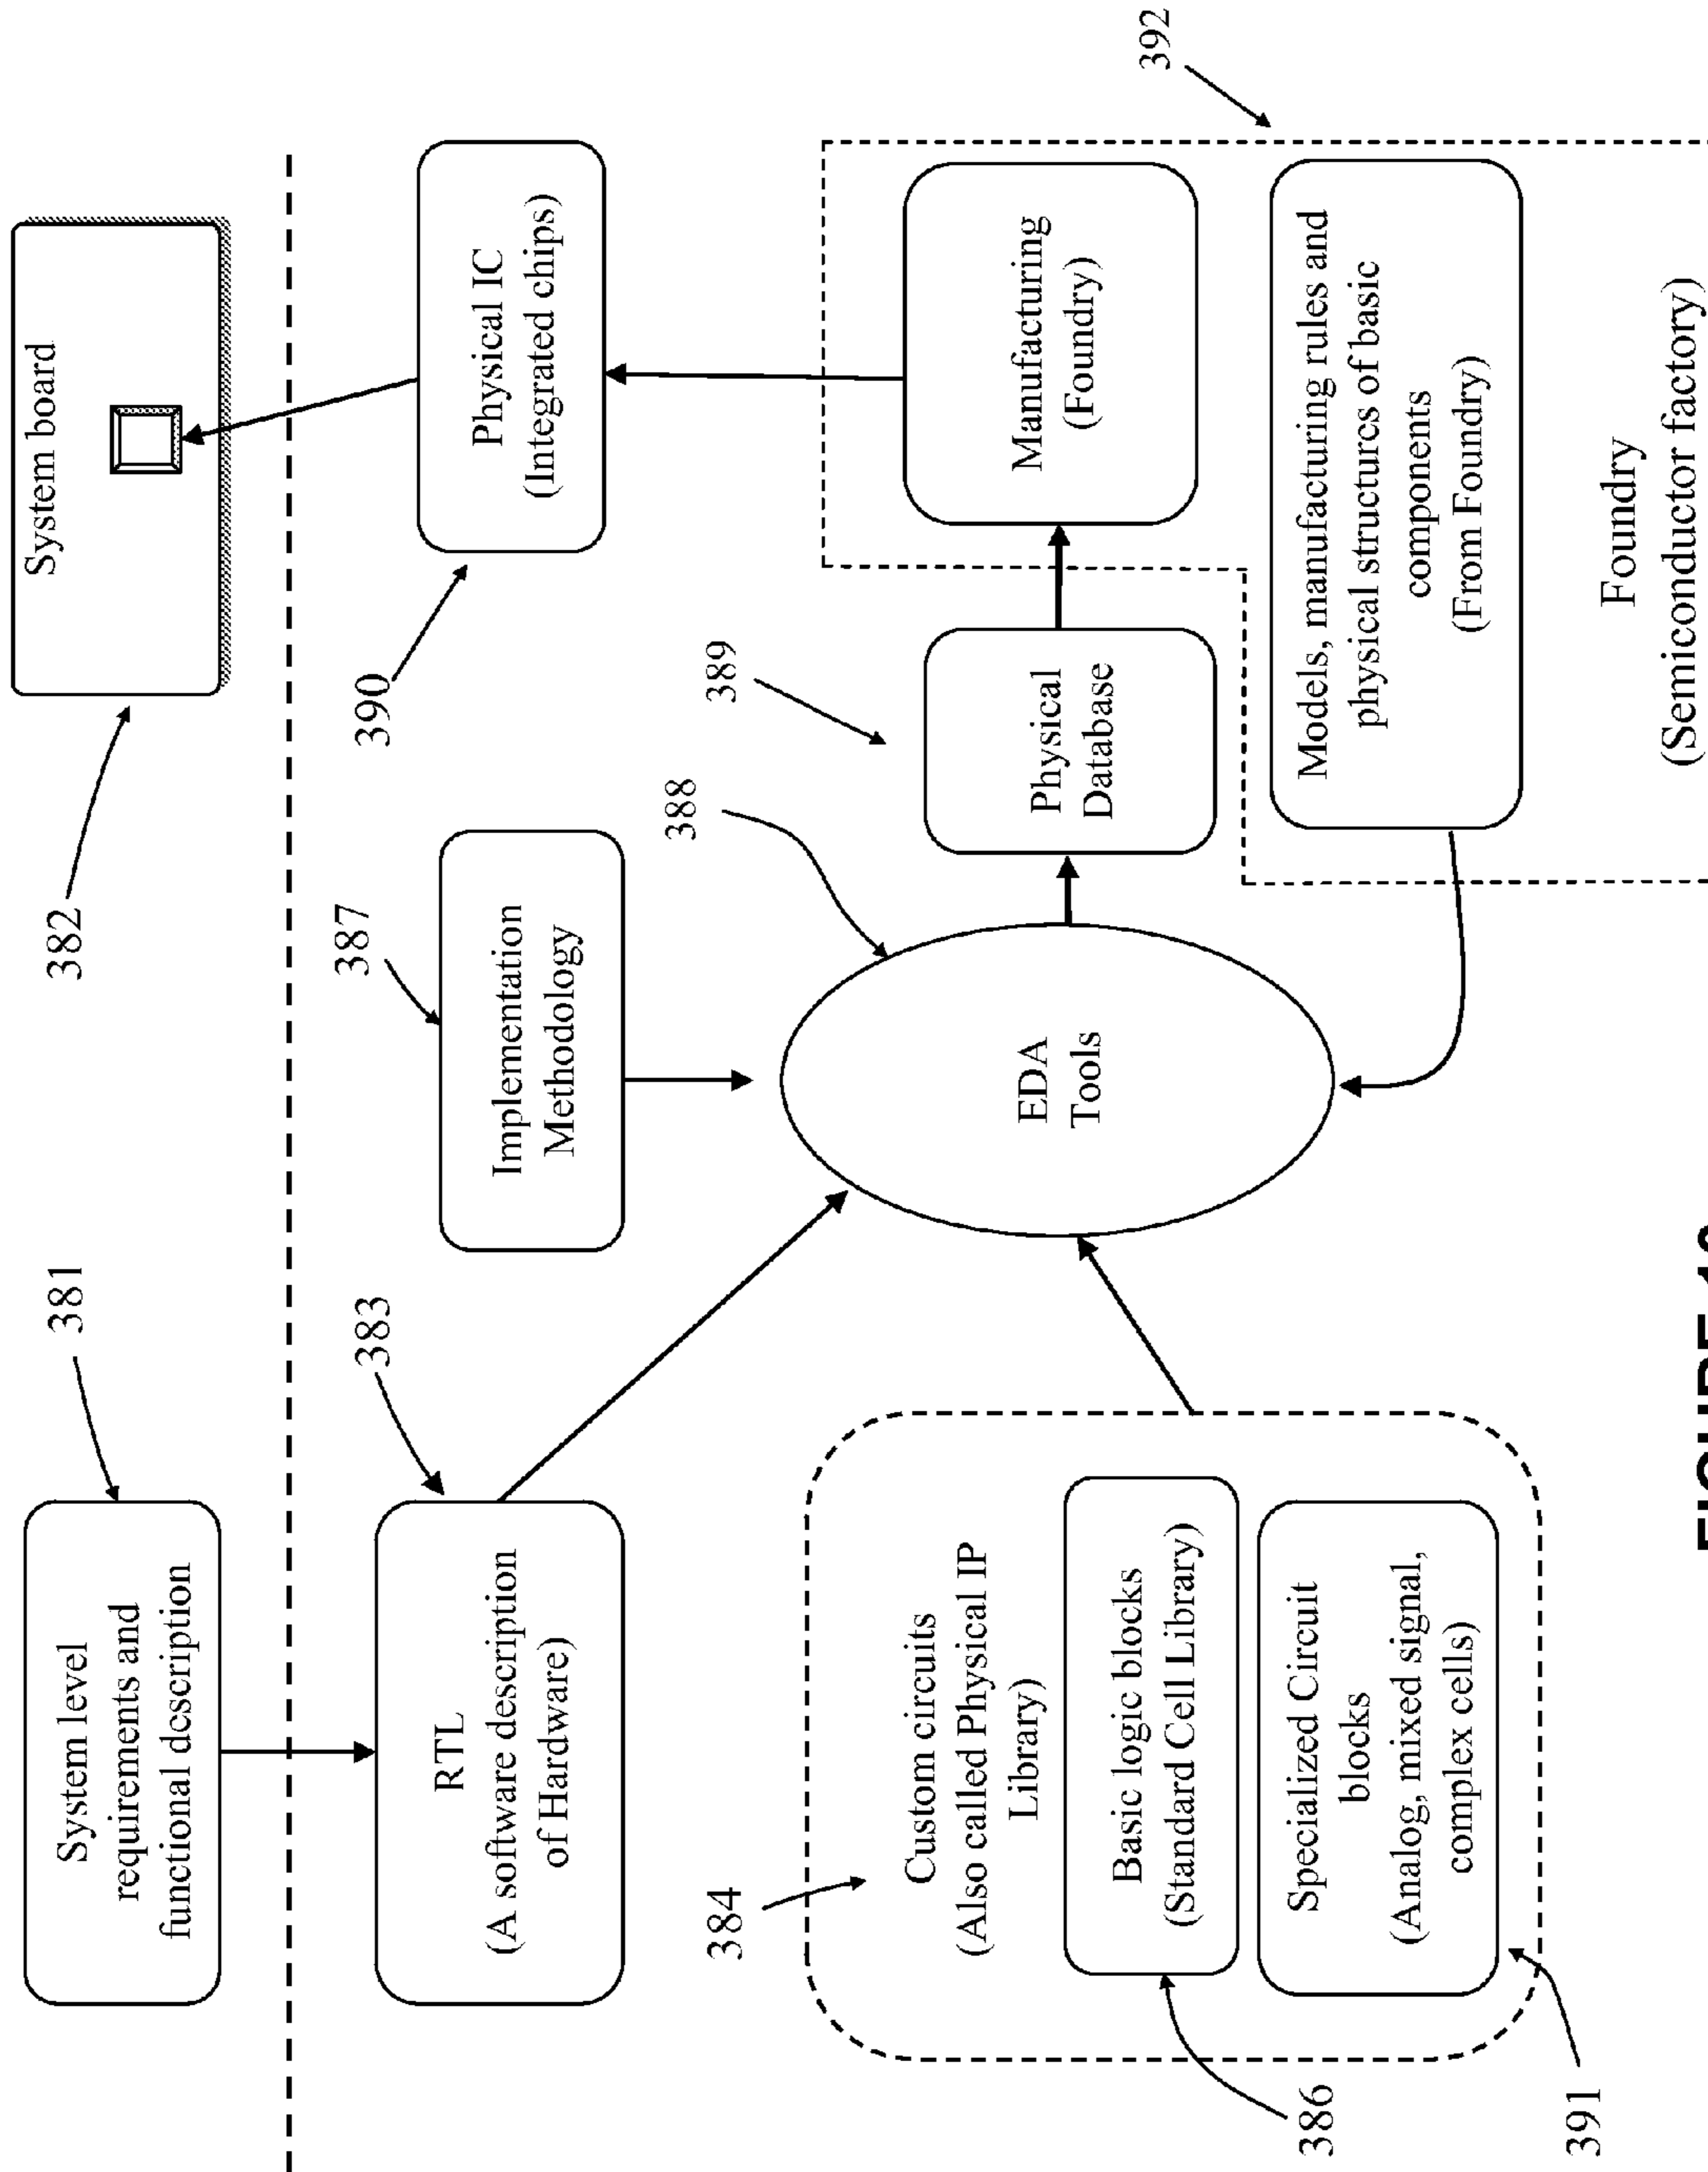 381
System level
requirements and
functional description
382
System board
383
RTL
(A software description
of Hardware)
387
Implementation
Methodology
390
Physical IC
(Integrated chips)
384
Custom circuits
(Also called Physical IP
Library)
Basic logic blocks
(Standard Cell Library)
386
Specialized Circuit
blocks
(Analog, mixed signal,
complex cells)
391
388
EDA
Tools
389
Physical
Database
392
Manufacturing
(Foundry)
Models, manufacturing rules and
physical structures of basic
components
(From Foundry)
Foundry
(Semiconductor factory)
FIGURE